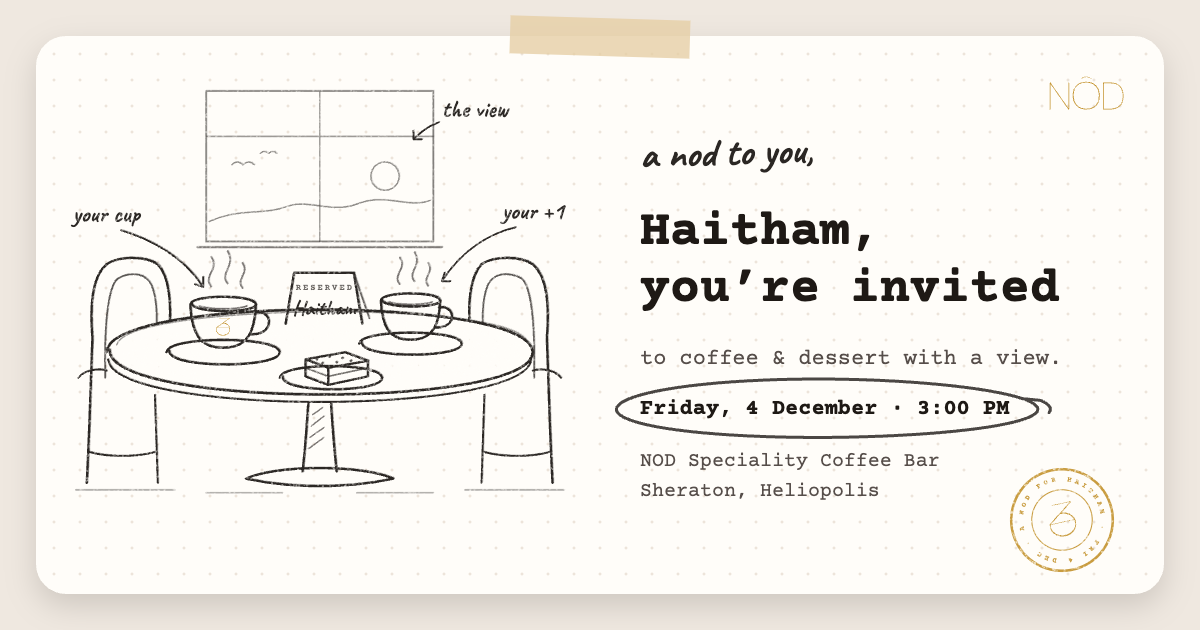 NÔD
the view
your cup
your +1
RESERVED
Haitham
a nod to you,
Haitham,
you’re invited
to coffee & dessert with a view.
Friday, 4 December · 3:00 PM
NOD Speciality Coffee Bar
Sheraton, Heliopolis
A NOD FOR HAITHAM · FRI 4 DEC ·